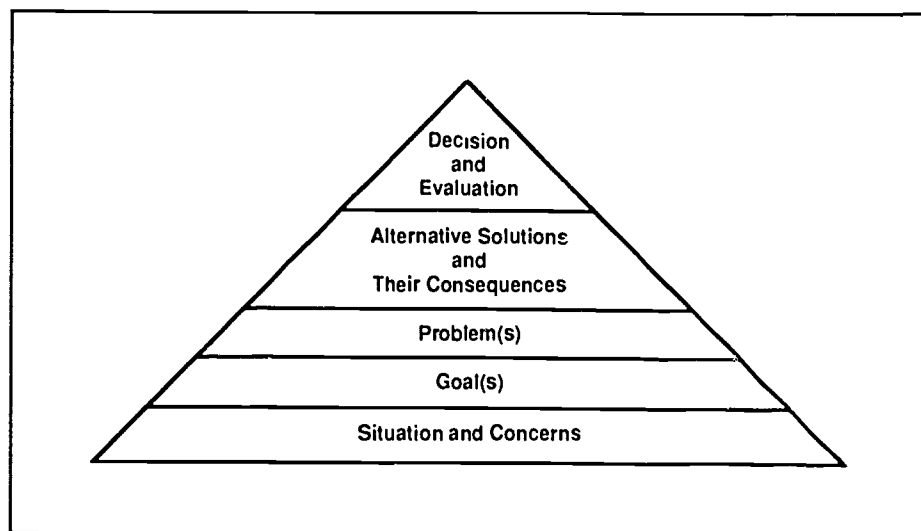 Decision
and
Evaluation
Alternative Solutions
and
Their Consequences
Problem(s)
Goal(s)
Situation and Concerns